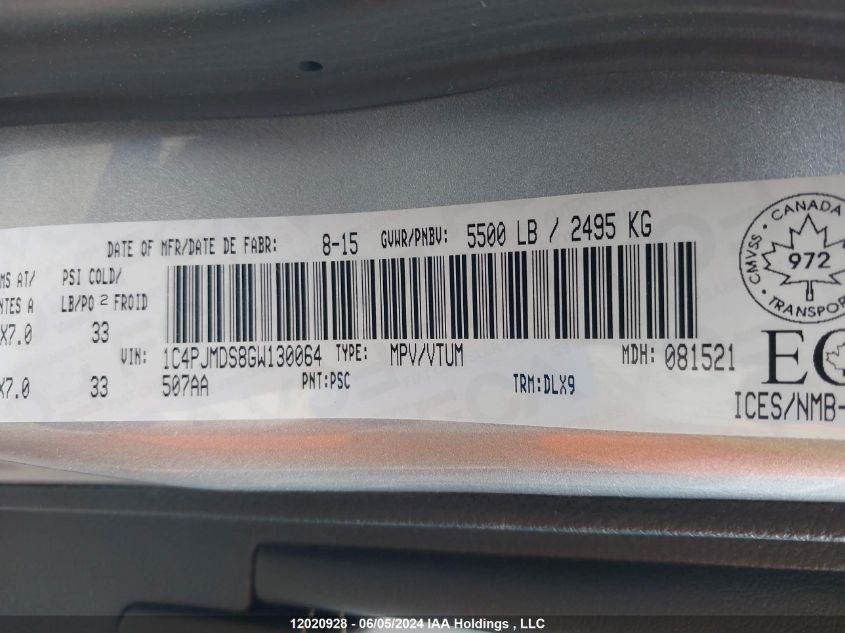 DATE OF MFR/DATE DE FABR: 8-15 GVWR/PNBV: 5500 LB / 2495 KG
MS AT/ PSI COLD/
NTES A LB/PO 2 FROID
X7.0 33
VIN: 1C4PJMDS8GW130064 TYPE: MPV/VTUM MDH: 081521
X7.0 33 507AA PNT:PSC TRM:DLX9
CANADA
CMVSS
972
TRANSPOR
EC
ICES/NMB-
12020928 - 06/05/2024 IAA Holdings , LLC